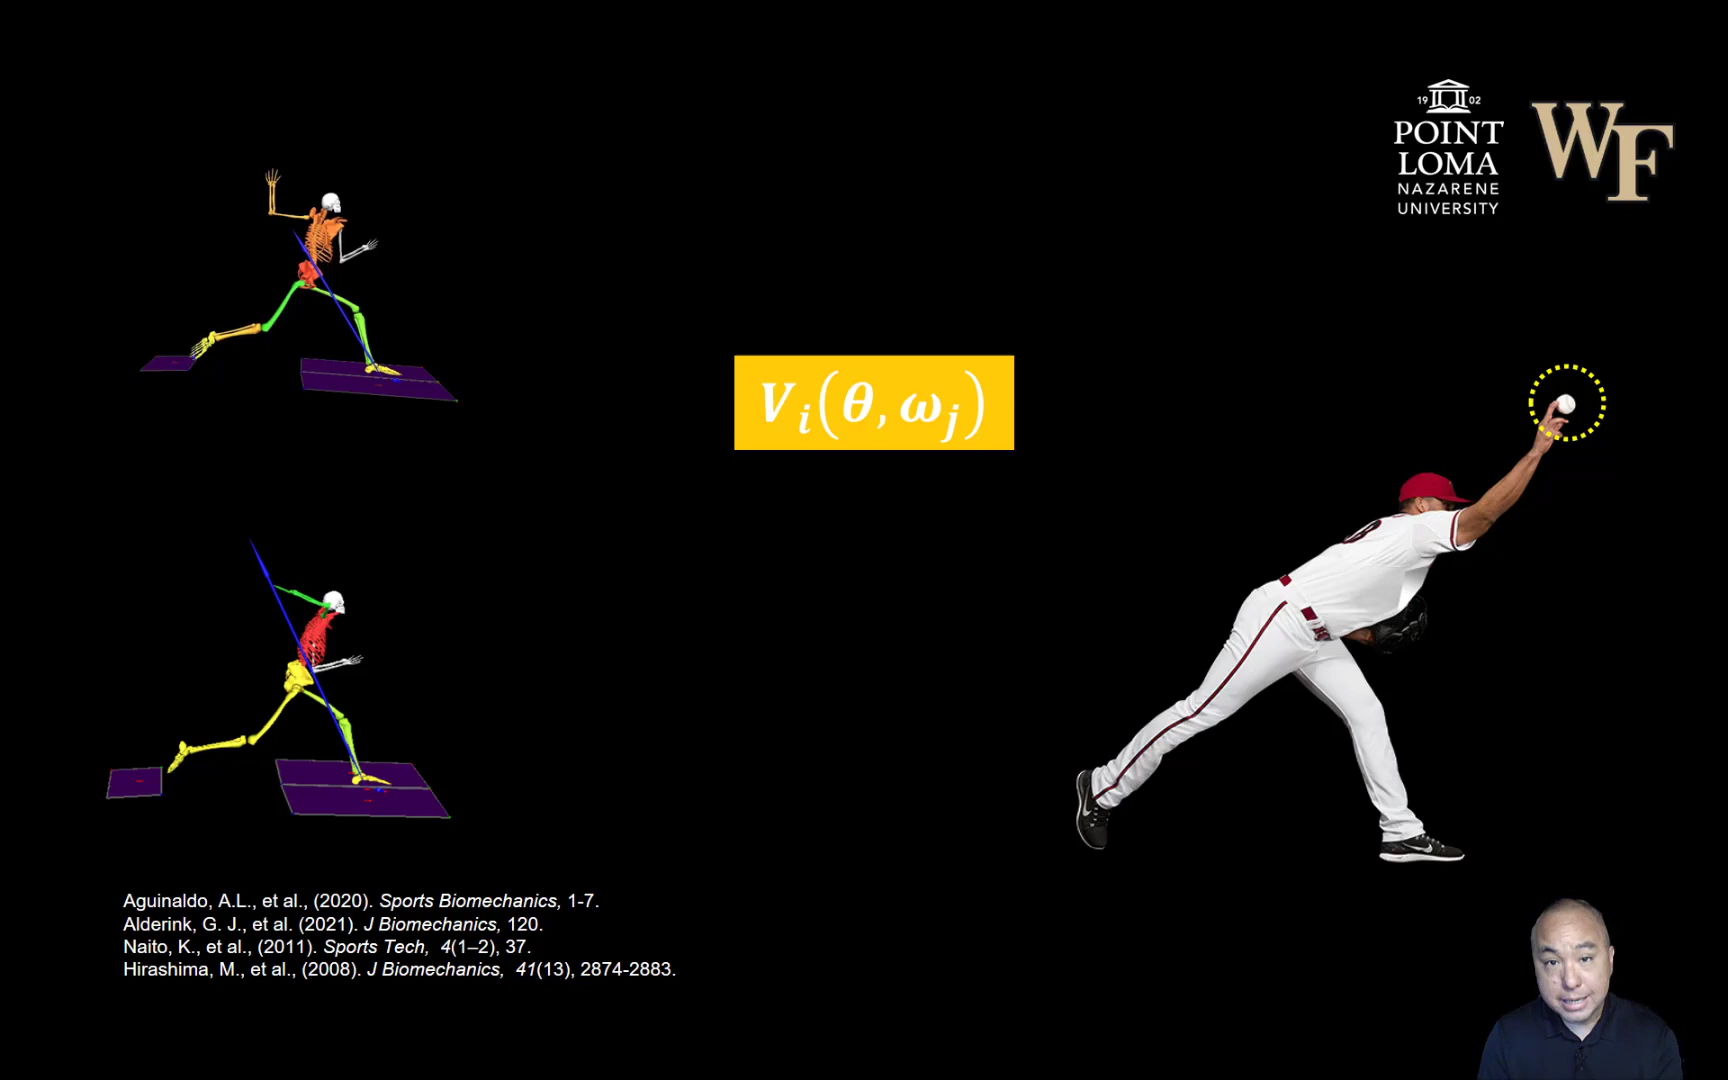 19 02
POINT
LOMA
NAZARENE
UNIVERSITY
WF
V_i(θ, ω_j)
Aguinaldo, A.L., et al., (2020). Sports Biomechanics, 1-7.
Alderink, G. J., et al. (2021). J Biomechanics, 120.
Naito, K., et al., (2011). Sports Tech, 4(1–2), 37.
Hirashima, M., et al., (2008). J Biomechanics, 41(13), 2874-2883.